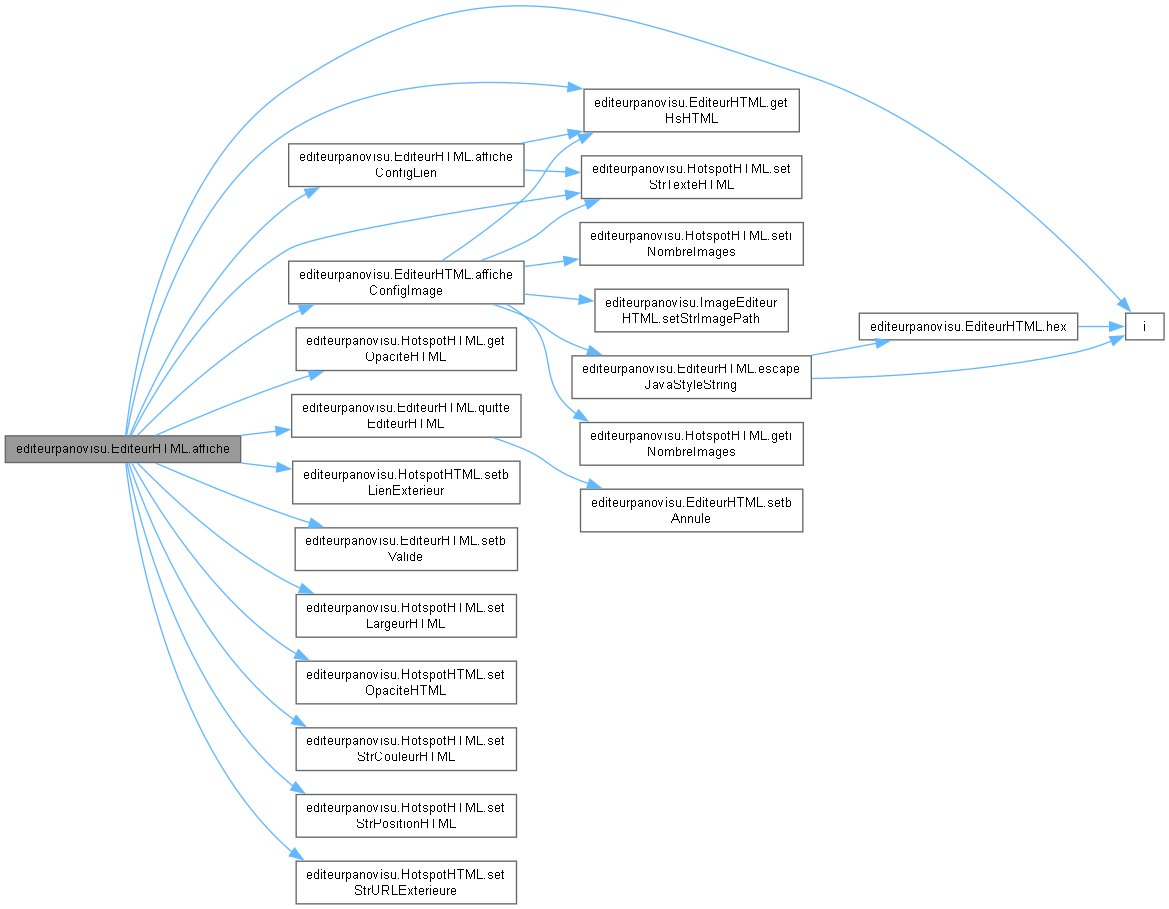 editeurpanovisu.EditeurHTML.affiche
editeurpanovisu.EditeurHTML.affiche
ConfigLien
editeurpanovisu.EditeurHTML.affiche
ConfigImage
editeurpanovisu.HotspotHTML.get
OpaciteHTML
editeurpanovisu.EditeurHTML.quitte
EditeurHTML
editeurpanovisu.HotspotHTML.setb
LienExterieur
editeurpanovisu.EditeurHTML.setb
Valide
editeurpanovisu.HotspotHTML.set
LargeurHTML
editeurpanovisu.HotspotHTML.set
OpaciteHTML
editeurpanovisu.HotspotHTML.set
StrCouleurHTML
editeurpanovisu.HotspotHTML.set
StrPositionHTML
editeurpanovisu.HotspotHTML.set
StrURLExterieure
editeurpanovisu.EditeurHTML.get
HsHTML
editeurpanovisu.HotspotHTML.set
StrTexteHTML
editeurpanovisu.HotspotHTML.seti
NombreImages
editeurpanovisu.ImageEditeur
HTML.setStrImagePath
editeurpanovisu.EditeurHTML.escape
JavaStyleString
editeurpanovisu.HotspotHTML.geti
NombreImages
editeurpanovisu.EditeurHTML.setb
Annule
editeurpanovisu.EditeurHTML.hex
i